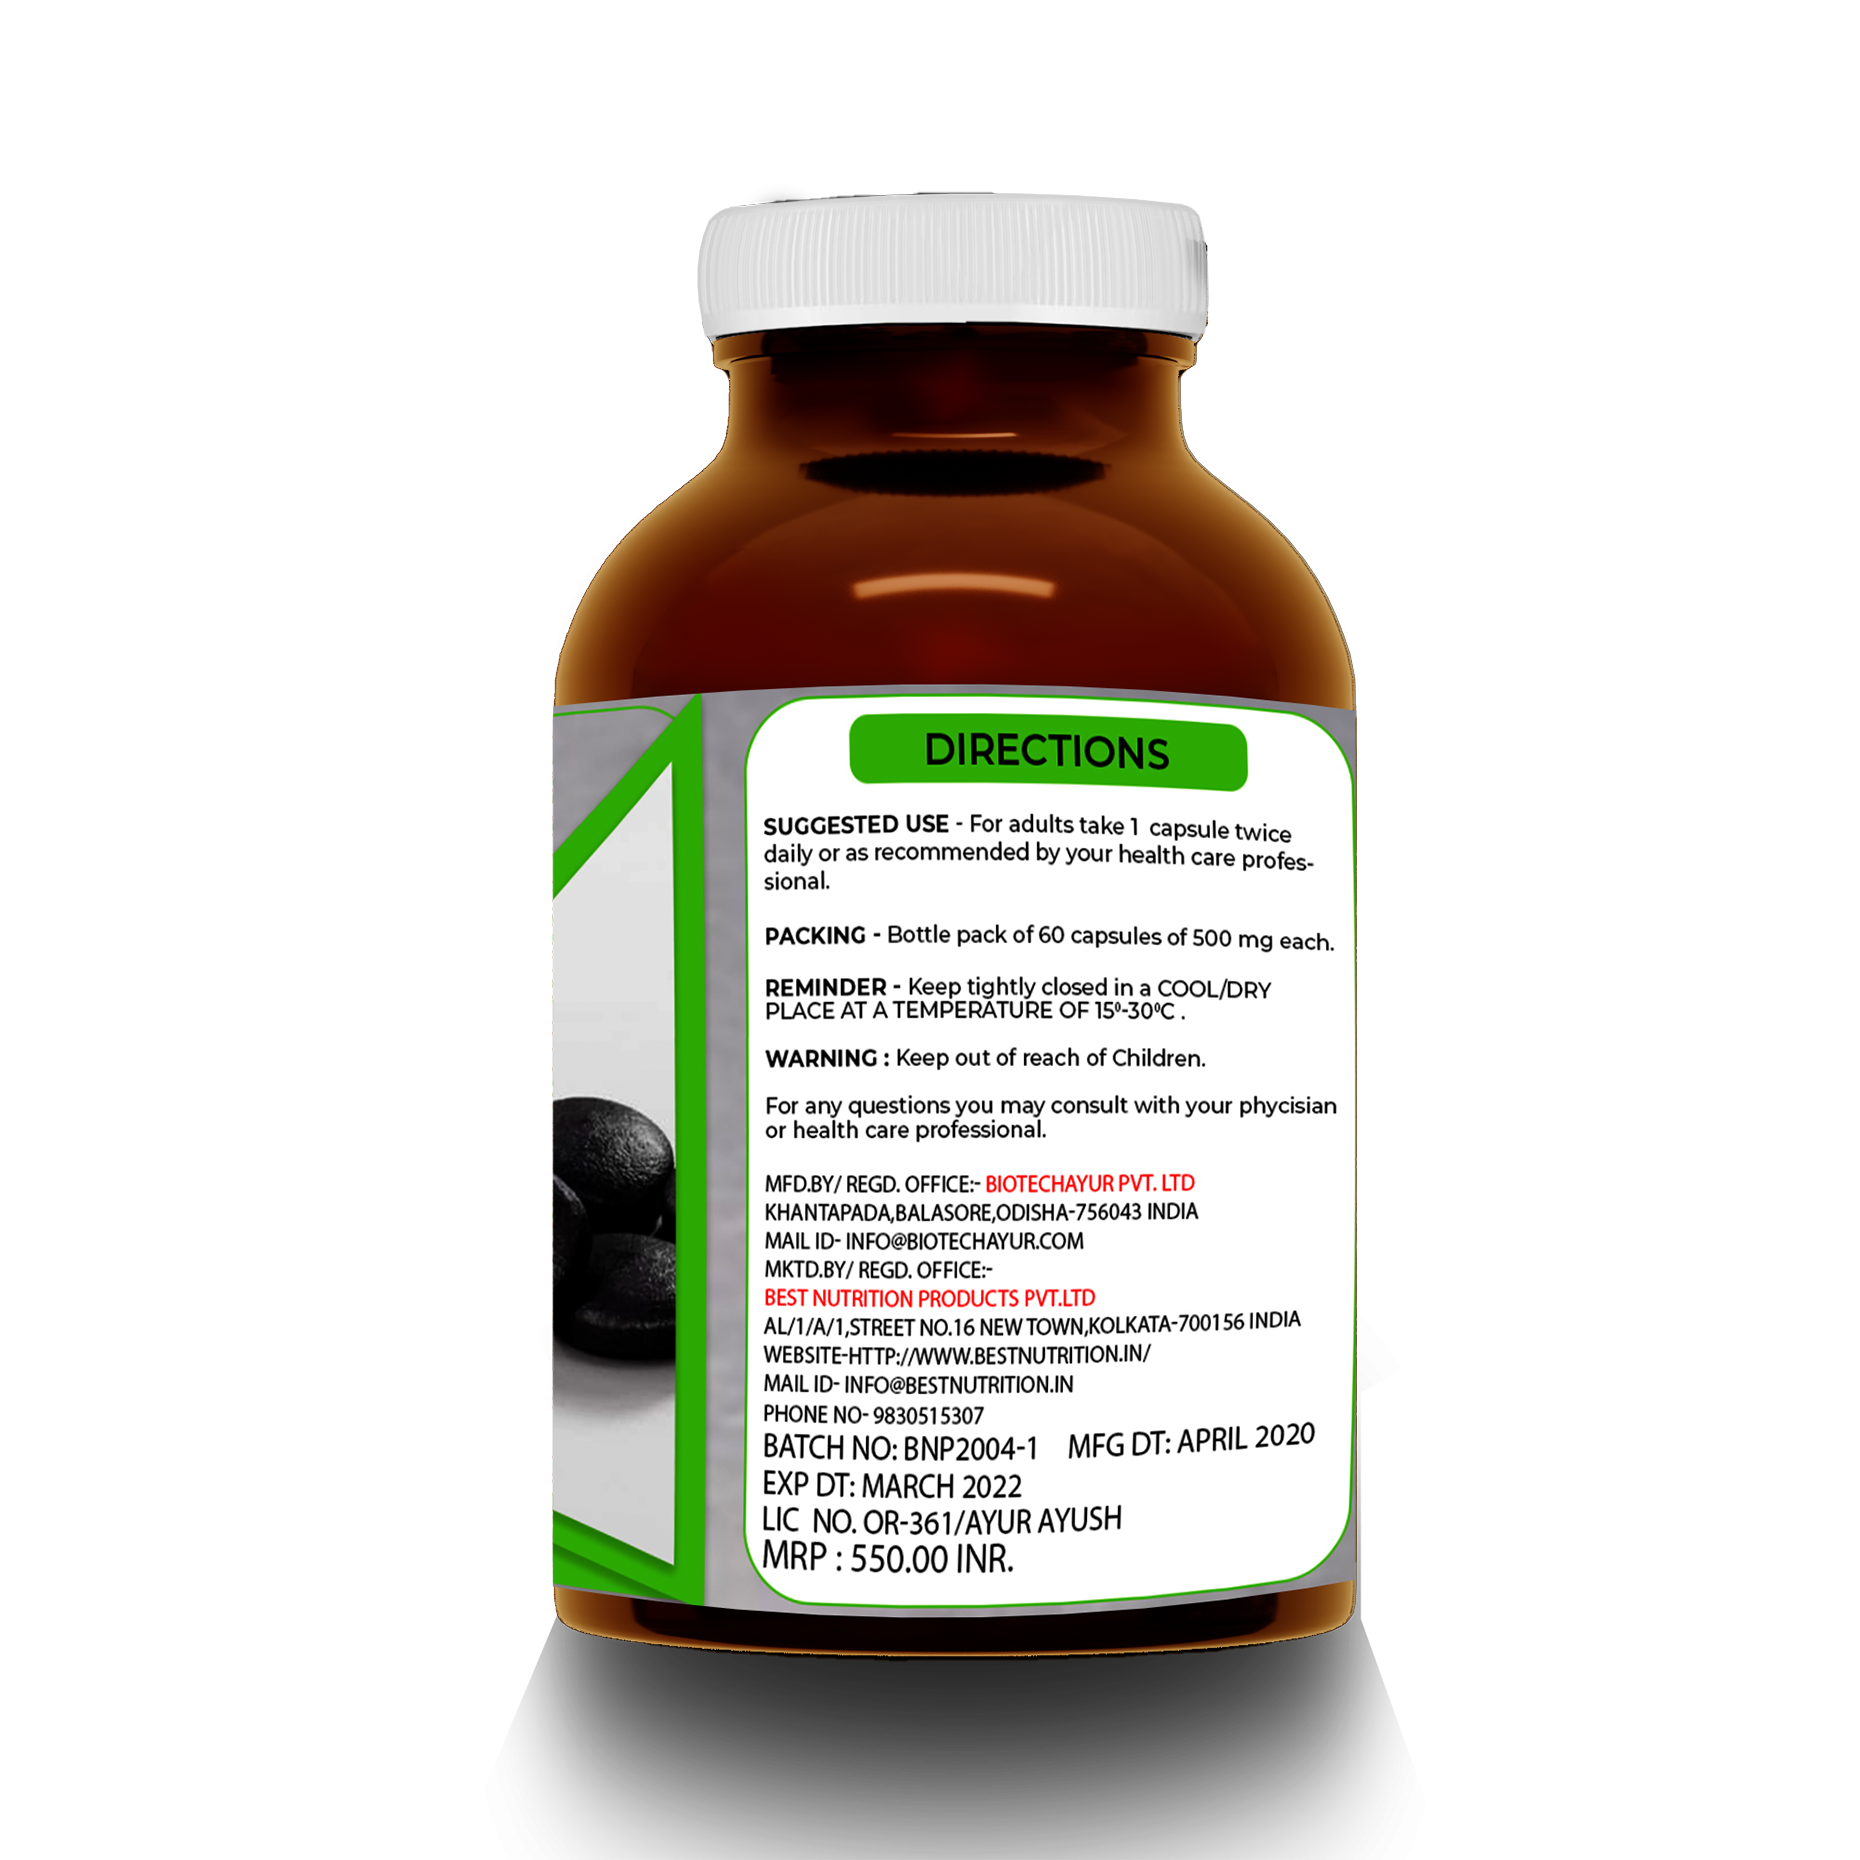 DIRECTIONS
SUGGESTED USE - For adults take 1 capsule twice
daily or as recommended by your health care profes-
sional.
PACKING - Bottle pack of 60 capsules of 500 mg each.
REMINDER - Keep tightly closed in a COOL/DRY
PLACE AT A TEMPERATURE OF 15⁰-30⁰C .
WARNING : Keep out of reach of Children.
For any questions you may consult with your phycisian
or health care professional.
MFD.BY/ REGD. OFFICE:- BIOTECHAYUR PVT. LTD
KHANTAPADA,BALASORE,ODISHA-756043 INDIA
MAIL ID- INFO@BIOTECHAYUR.COM
MKTD.BY/ REGD. OFFICE:-
BEST NUTRITION PRODUCTS PVT.LTD
AL/1/A/1,STREET NO.16 NEW TOWN,KOLKATA-700156 INDIA
WEBSITE-HTTP://WWW.BESTNUTRITION.IN/
MAIL ID- INFO@BESTNUTRITION.IN
PHONE NO- 9830515307
BATCH NO: BNP2004-1 MFG DT: APRIL 2020
EXP DT: MARCH 2022
LIC NO. OR-361/AYUR AYUSH
MRP : 550.00 INR.